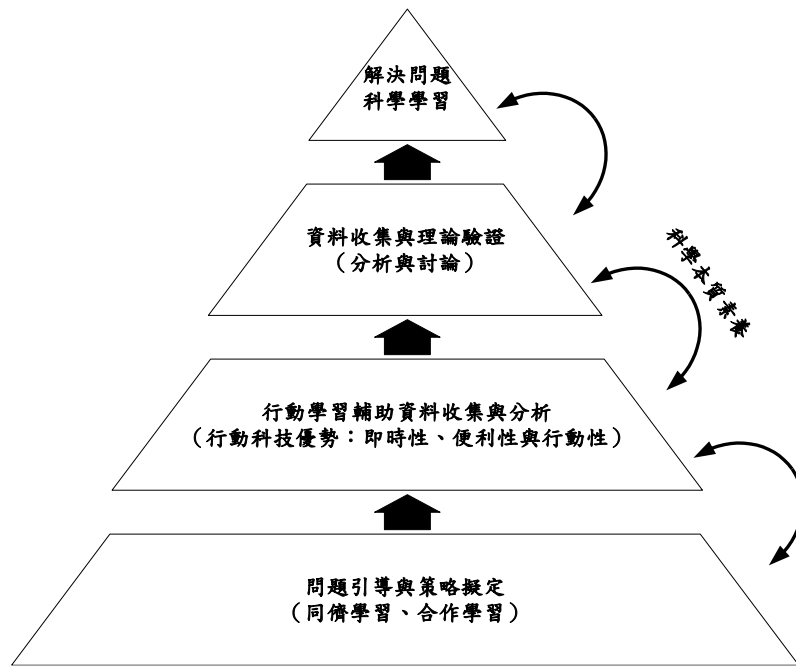 解決問題
科學學習
資料收集與理論驗證
（分析與討論）
科學本質素養
行動學習輔助資料收集與分析
（行動科技優勢：即時性、便利性與行動性）
問題引導與策略擬定
（同儕學習、合作學習）